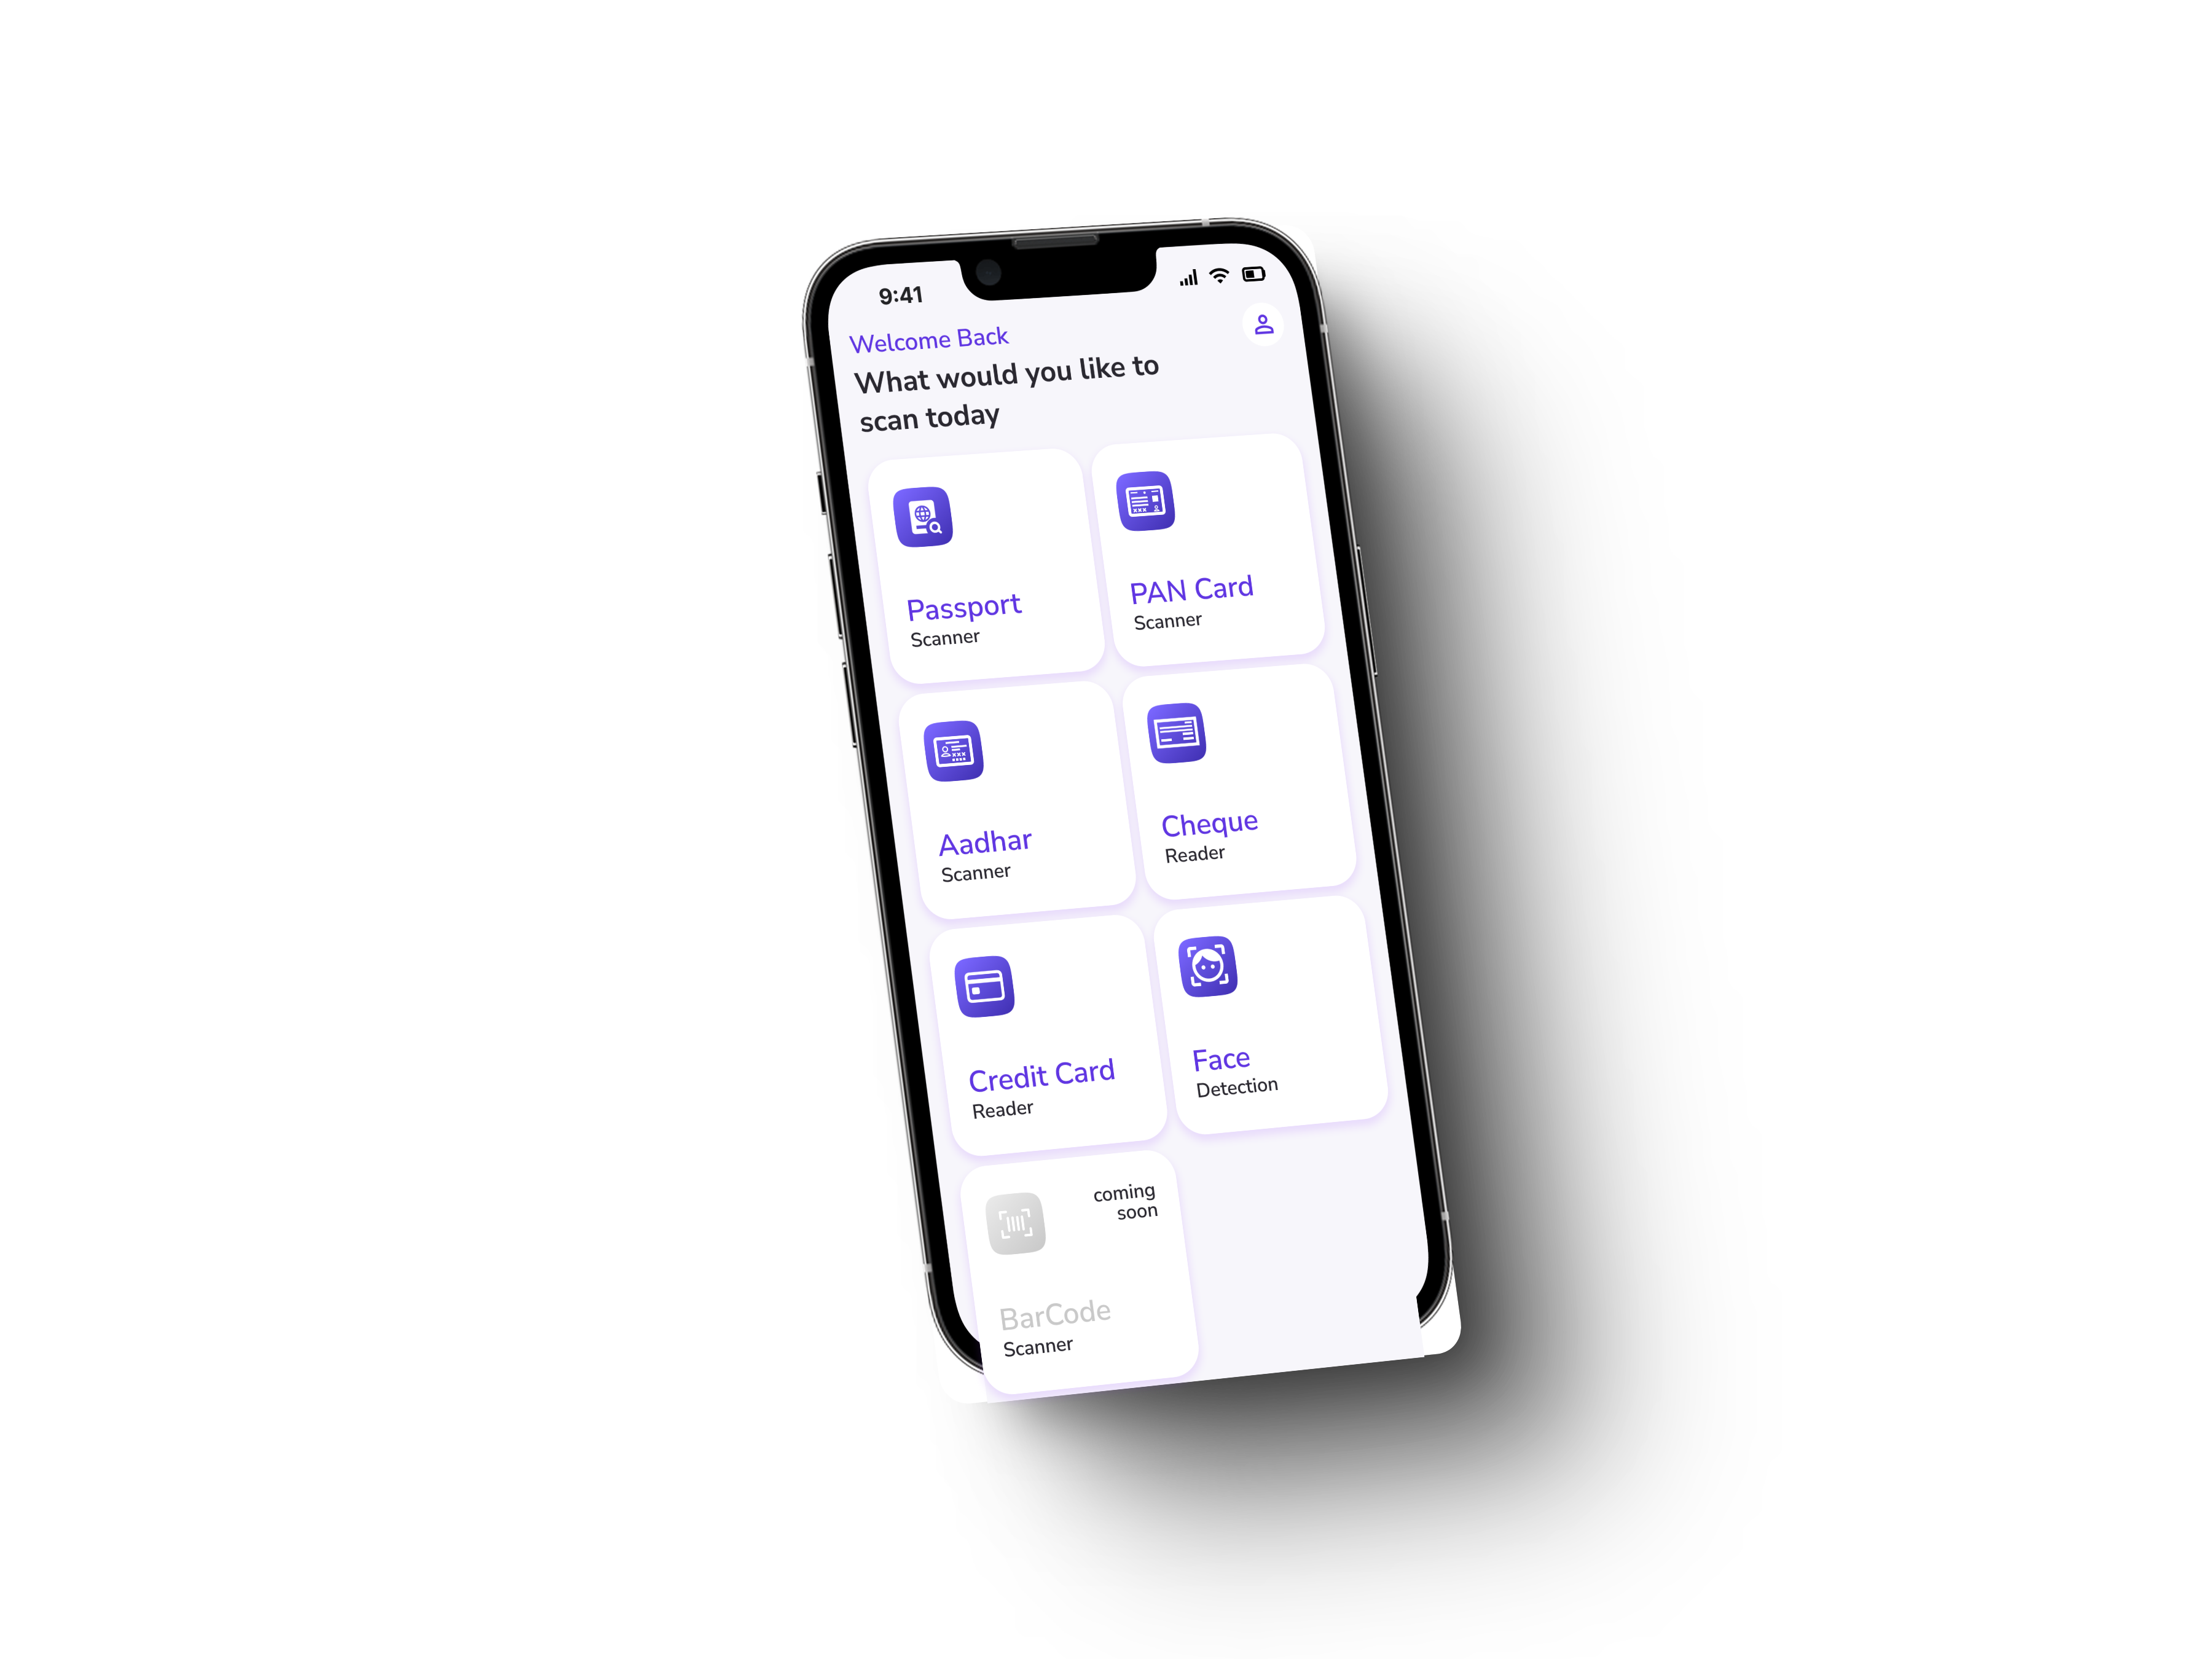 9:41
Welcome Back
What would you like to
scan today
Passport
Scanner
PAN Card
Scanner
Aadhar
Scanner
Cheque
Reader
Credit Card
Reader
Face
Detection
coming
soon
BarCode
Scanner